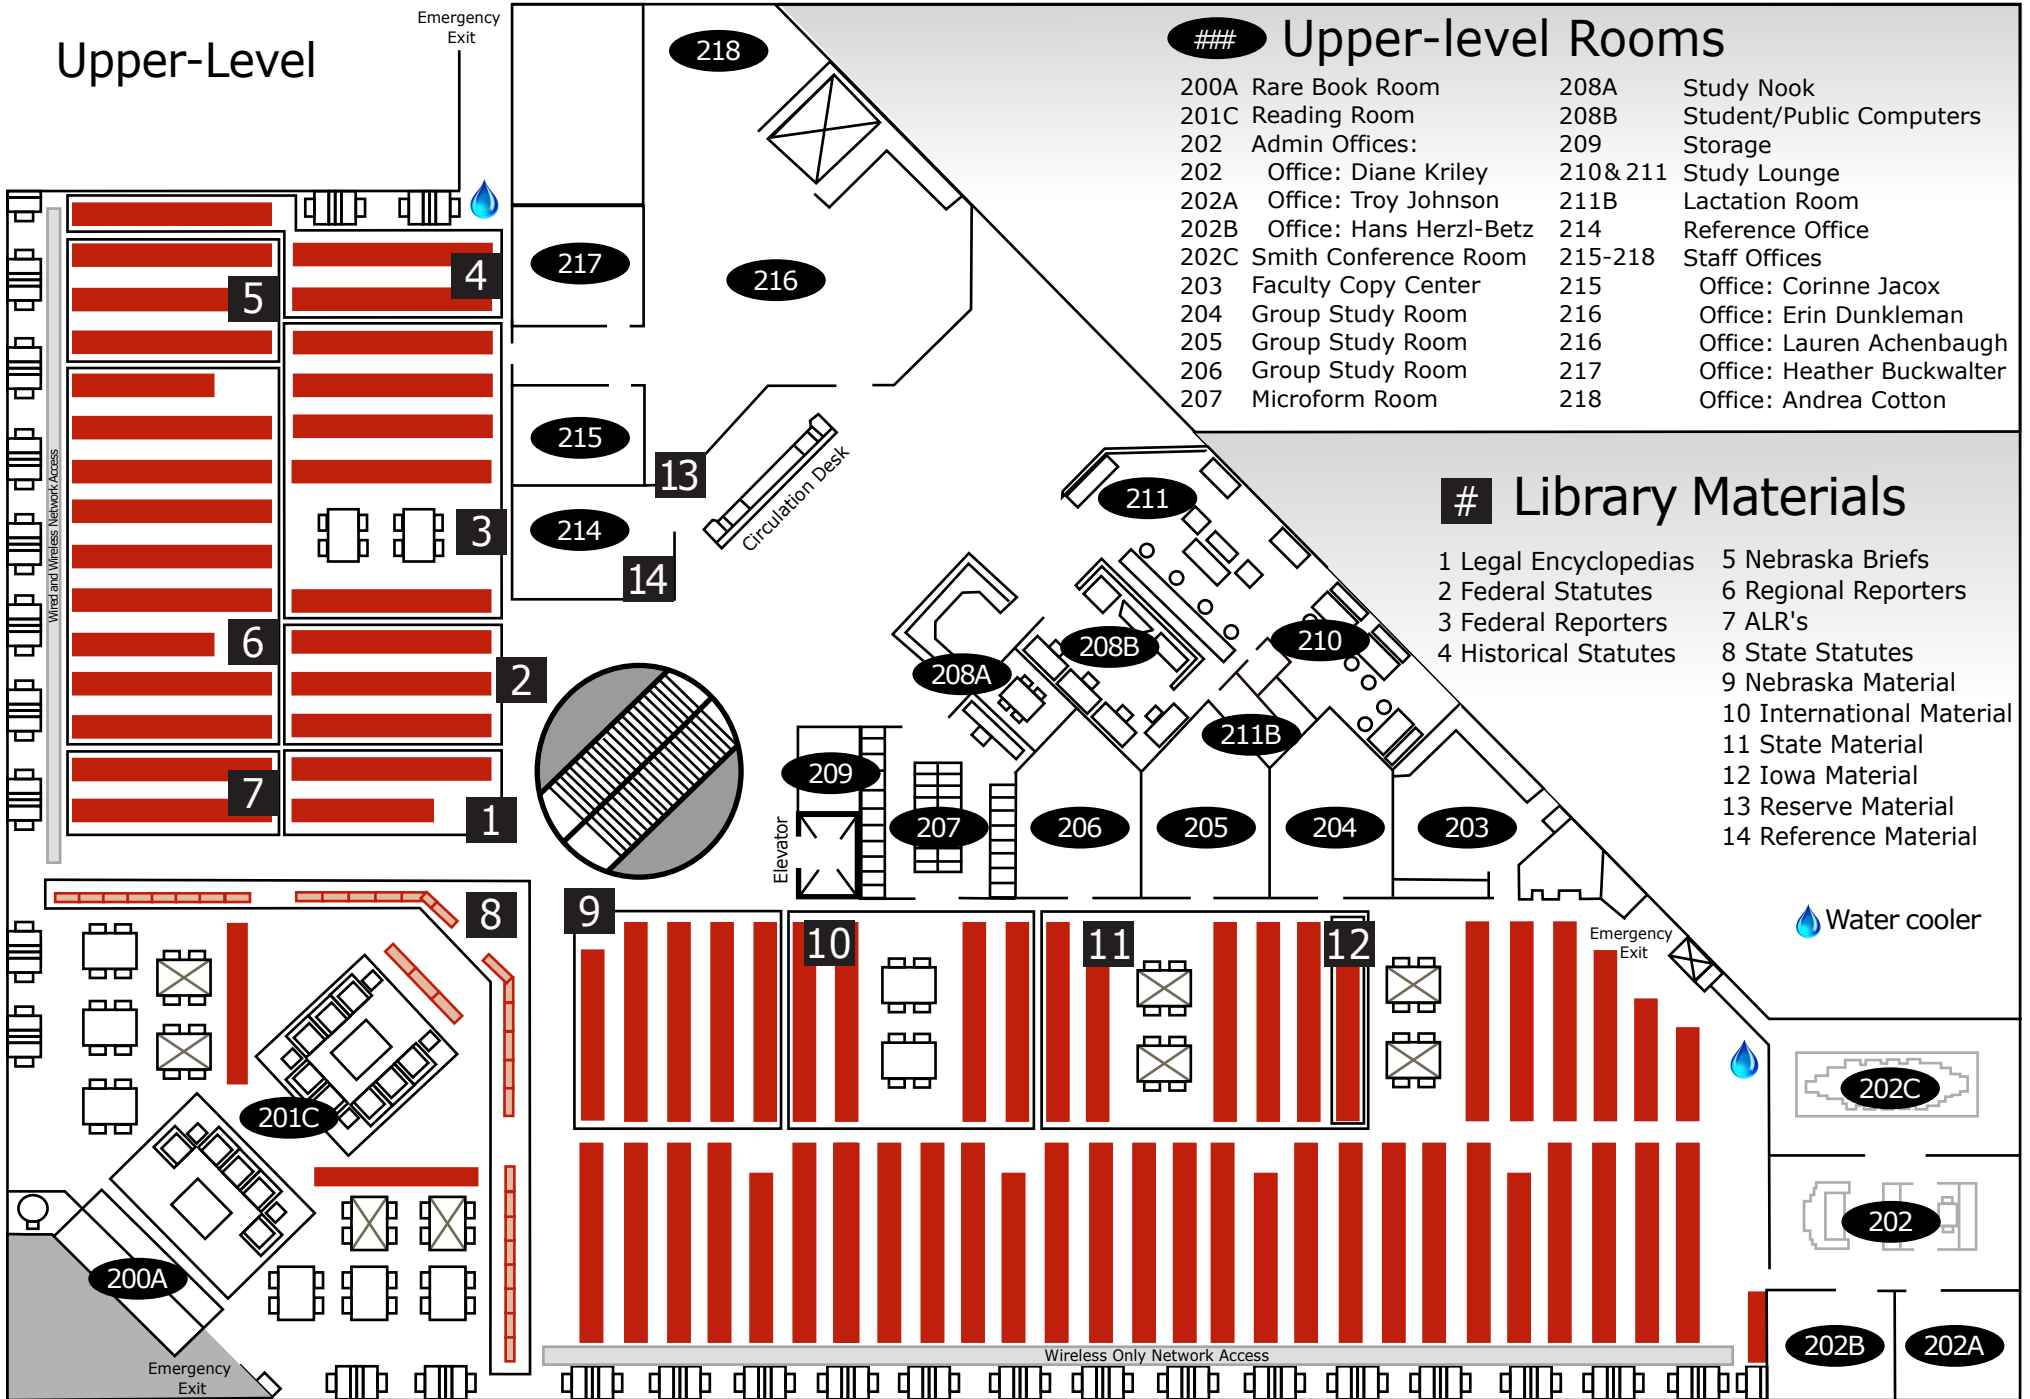 Upper-Level
Emergency
Exit
### Upper-level Rooms
200A Rare Book Room
201C Reading Room
202 Admin Offices:
202 Office: Diane Kriley
202A Office: Troy Johnson
202B Office: Hans Herzl-Betz
202C Smith Conference Room
203 Faculty Copy Center
204 Group Study Room
205 Group Study Room
206 Group Study Room
207 Microform Room
208A Study Nook
208B Student/Public Computers
209 Storage
210& 211 Study Lounge
211B Lactation Room
214 Reference Office
215-218 Staff Offices
215 Office: Corinne Jacox
216 Office: Erin Dunkleman
216 Office: Lauren Achenbaugh
217 Office: Heather Buckwalter
218 Office: Andrea Cotton
# Library Materials
1 Legal Encyclopedias
2 Federal Statutes
3 Federal Reporters
4 Historical Statutes
5 Nebraska Briefs
6 Regional Reporters
7 ALR's
8 State Statutes
9 Nebraska Material
10 International Material
11 State Material
12 Iowa Material
13 Reserve Material
14 Reference Material
Water cooler
218
217
216
4
5
215
13
Circulation Desk
214
14
3
Wired and Wireless Network Access
6
2
7
1
211
208B
210
208A
211B
209
Elevator
207
206
205
204
203
8
9
10
11
12
Emergency
Exit
201C
200A
Emergency
Exit
202C
202
202B
202A
Wireless Only Network Access